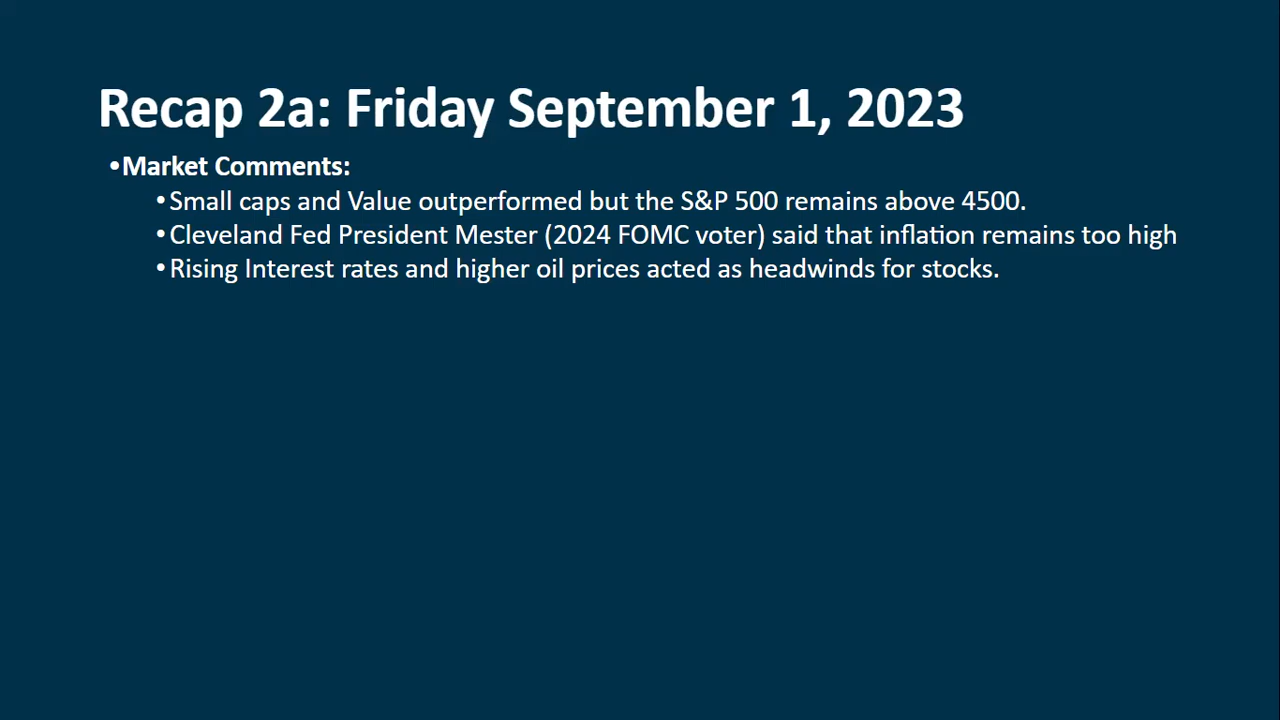 Recap 2a: Friday September 1, 2023
•Market Comments:
•Small caps and Value outperformed but the S&P 500 remains above 4500.
•Cleveland Fed President Mester (2024 FOMC voter) said that inflation remains too high
•Rising Interest rates and higher oil prices acted as headwinds for stocks.